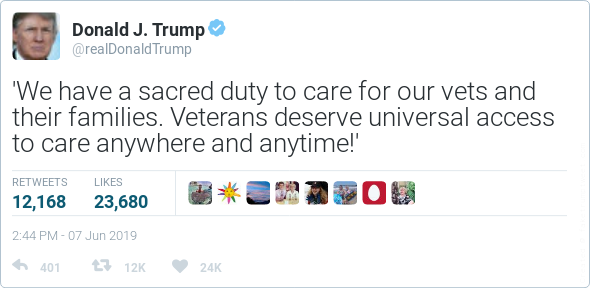 Donald J. Trump
@realDonaldTrump
'We have a sacred duty to care for our vets and
their families. Veterans deserve universal access
to care anywhere and anytime!'
RETWEETS LIKES
12,168 23,680
2:44 PM - 07 Jun 2019
401 12K 24K